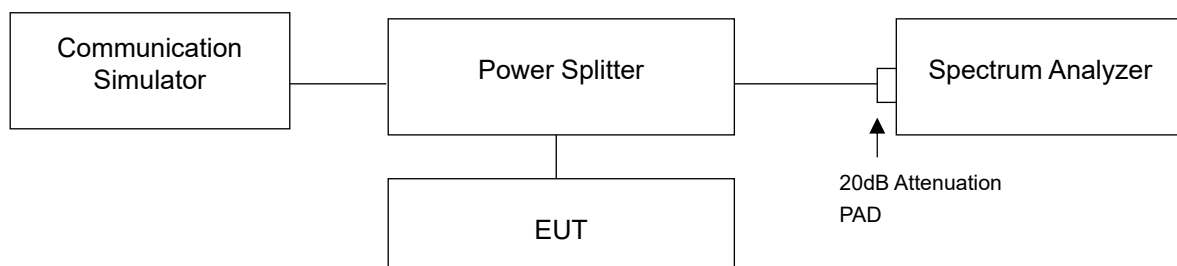 Communication
Simulator
Power Splitter
Spectrum Analyzer
20dB Attenuation
PAD
EUT